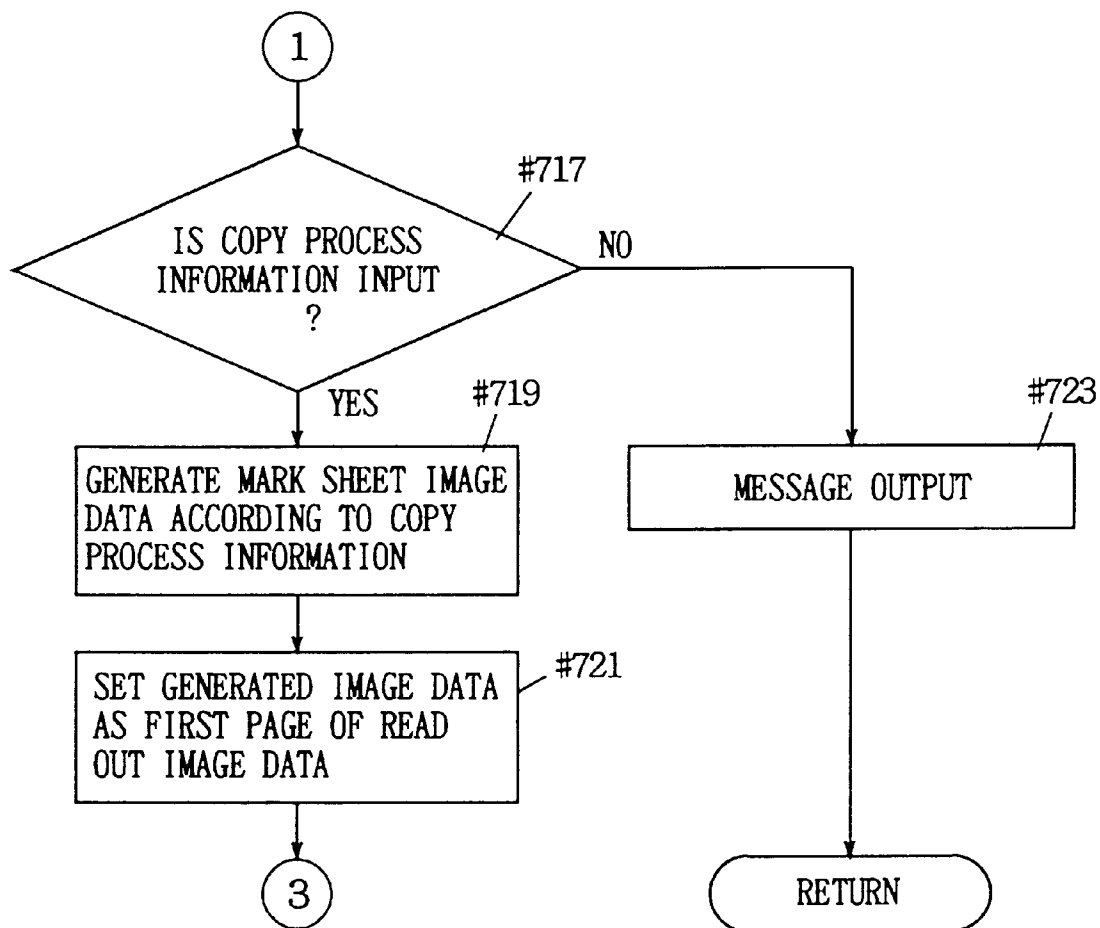 1
#717
IS COPY PROCESS
INFORMATION INPUT
?
NO
YES
#719
#723
GENERATE MARK SHEET IMAGE
DATA ACCORDING TO COPY
PROCESS INFORMATION
MESSAGE OUTPUT
#721
SET GENERATED IMAGE DATA
AS FIRST PAGE OF READ
OUT IMAGE DATA
3
RETURN